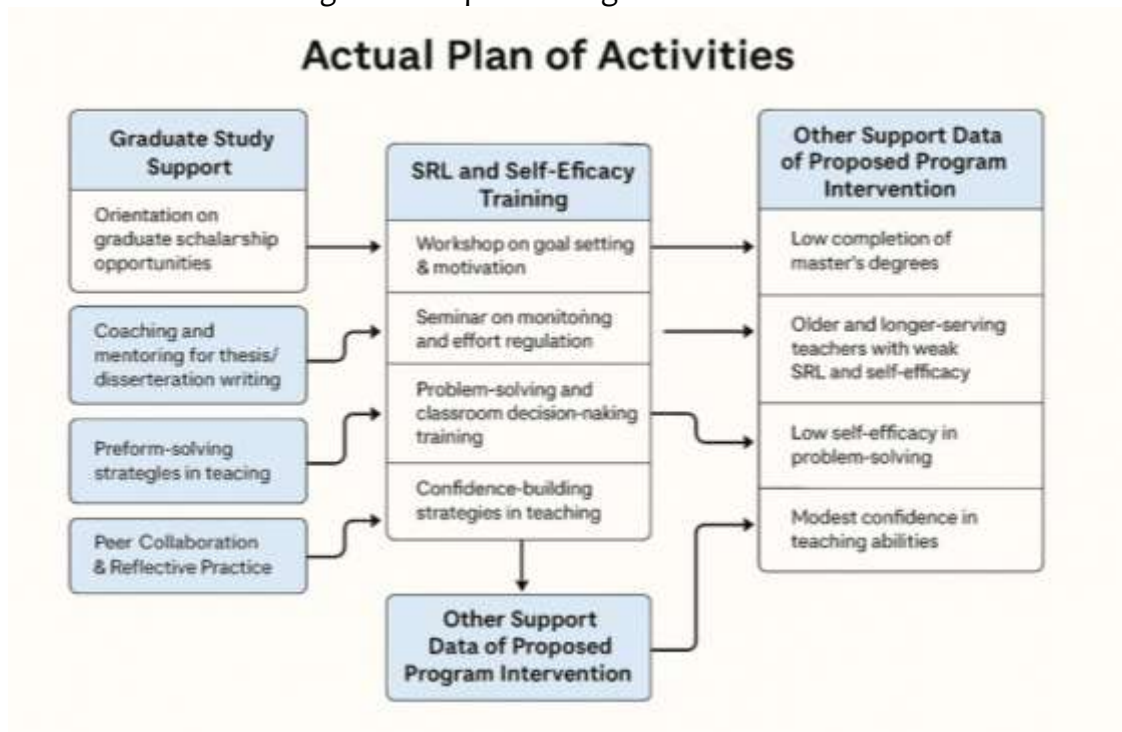 Actual Plan of Activities
Graduate Study
Support
Orientation on
graduate schalarship
opportunities
Coaching and
mentoring for thesis/
disserteration writing
Preform-solving
strategles in teacing
Peer Collaboration
& Reflective Practice
SRL and Self-Eficacy
Training
Workshop on goal setting
& motivation
Seminar on monitoring
and effort regulation
Problem-solving and
classroom decision-naking
training
Confidence-building
strategies in teaching
Other Support
Data of Proposed
Program Intervention
Other Support Data
of Proposed Program
Intervention
Low completion of
master's degrees
Older and longer-serving
teachers with weak
SRL and self-efficacy
Low self-efficacy in
problem-solving
Modest confidence in
teaching abilities